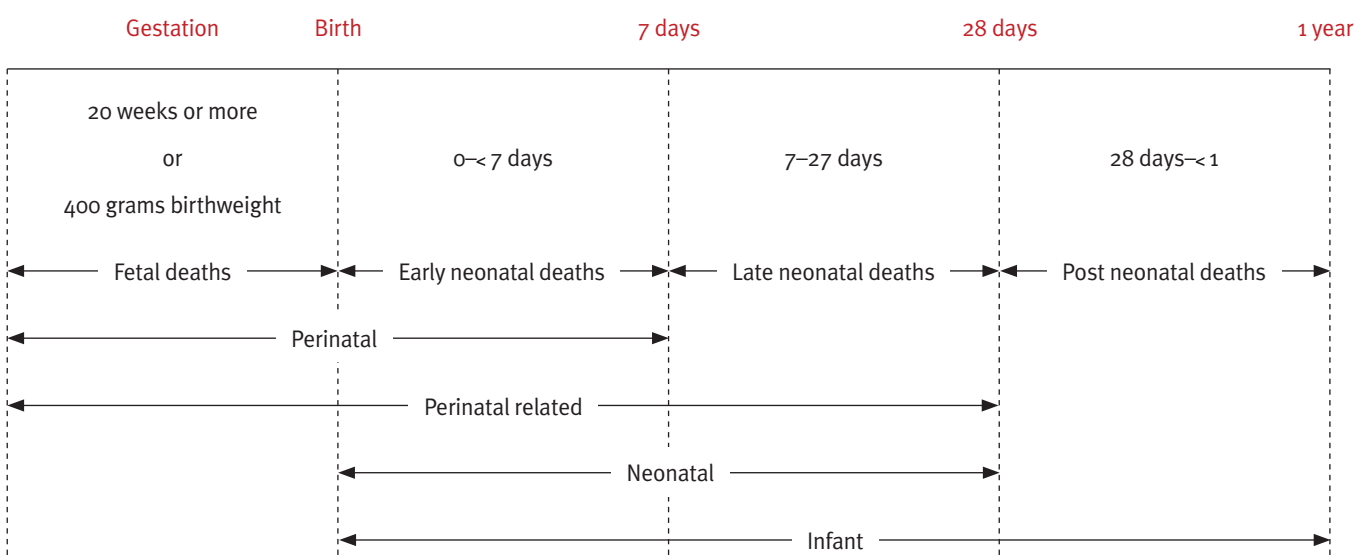 Gestation Birth 7 days 28 days 1 year
20 weeks or more
or
400 grams birthweight
0–< 7 days
7–27 days
28 days–< 1
Fetal deaths Early neonatal deaths Late neonatal deaths Post neonatal deaths
Perinatal
Perinatal related
Neonatal
Infant